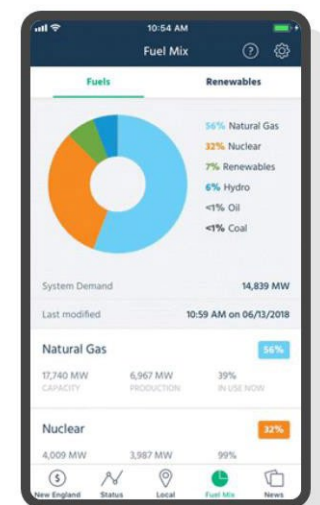 10:54 AM
Fuel Mix ?
Fuels Renewables
56% Natural Gas
32% Nuclear
7% Renewables
6% Hydro
<1% Oil
<1% Coal
System Demand 14,839 MW
Last modified 10:59 AM on 06/13/2018
Natural Gas 56%
17,740 MW 6,967 MW 39%
CAPACITY PRODUCTION IN USE NOW
Nuclear 32%
4,009 MW 3,987 MW 99%
$
New England Status Local Fuel Mix News